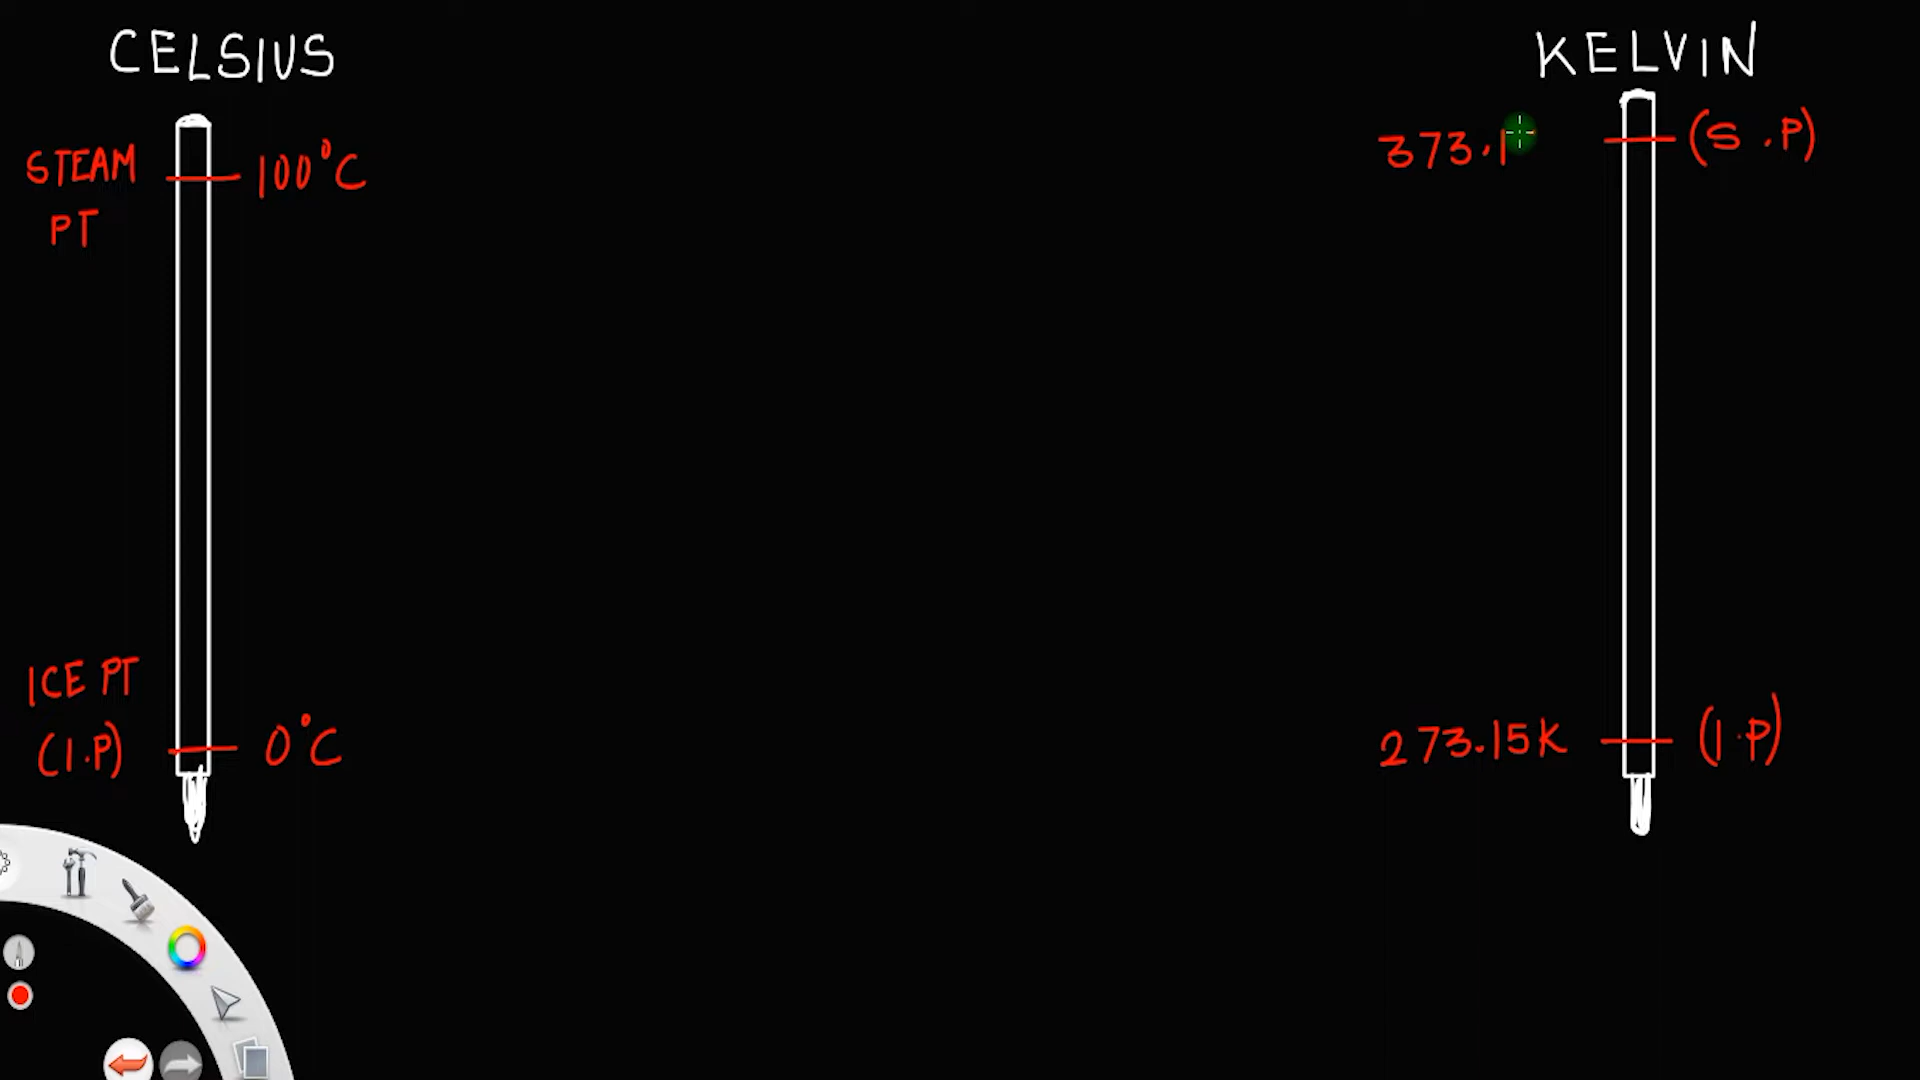 CELSIUS
STEAM
PT
100°C
ICE PT
(I.P)
0°C
KELVIN
373.1
(S.P)
273.15K
(I.P)